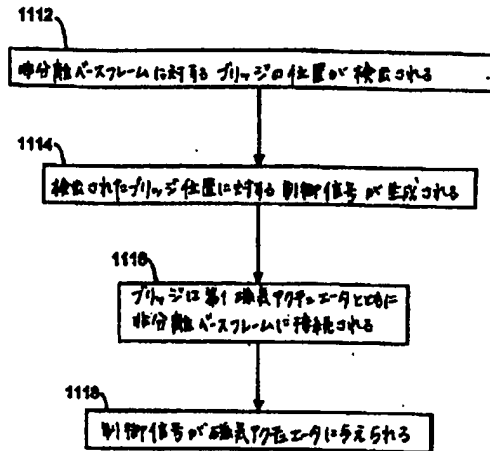 1112
非分離ベースフレームに対するブリッジの位置が検出される
1114
検出されたブリッジ位置に対する制御信号が生成される
1116
ブリッジに第1磁気アクチュエータとともに
非分離ベースフレームに接続される
1118
制御信号が磁気アクチュエータに与えられる